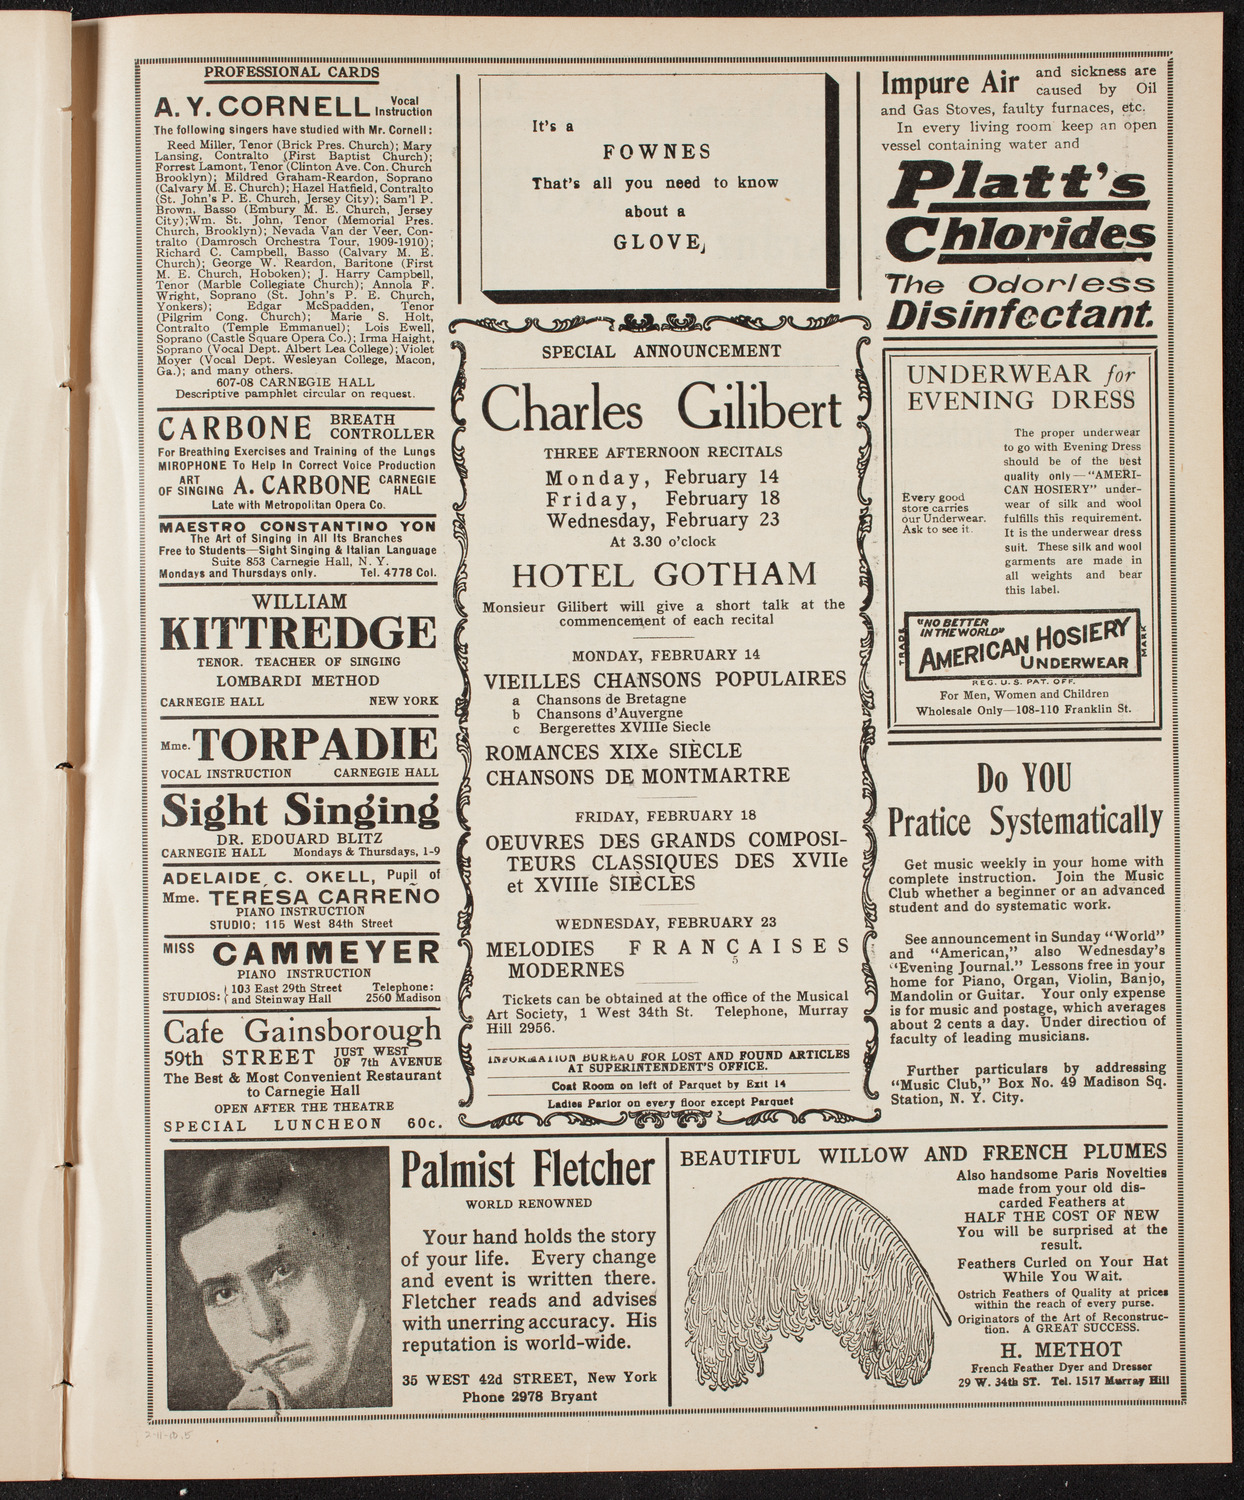 PROFESSIONAL CARDS
A. Y. CORNELL Vocal Instruction
The following singers have studied with Mr. Cornell:
Reed Miller, Tenor (Brick Pres. Church); Mary
Lansing, Contralto (First Baptist Church);
Forrest Lamont, Tenor (Clinton Ave. Con. Church
Brooklyn); Mildred Graham-Reardon, Soprano
(Calvary M. E. Church); Hazel Hatfield, Contralto
(St. John's P. E. Church, Jersey City); Sam'l P.
Brown, Basso (Embury M. E. Church, Jersey
City); Wm. St. John, Tenor (Memorial Pres.
Church, Brooklyn); Nevada Van der Veer, Con-
tralto (Damrosch Orchestra Tour, 1909-1910);
Richard C. Campbell, Basso (Calvary M. E.
Church); George W. Reardon, Baritone (First
M. E. Church, Hoboken); J. Harry Campbell,
Tenor (Marble Collegiate Church); Annola F.
Wright, Soprano (St. John's P. E. Church,
Yonkers); Edgar McSpadden, Tenor
(Pilgrim Cong. Church); Marie S. Holt,
Contralto (Temple Emmanuel); Lois Ewell,
Soprano (Castle Square Opera Co.); Irma Haight,
Soprano (Vocal Dept. Albert Lea College); Violet
Moyer (Vocal Dept. Wesleyan College, Macon,
Ga.); and many others.
607-08 CARNEGIE HALL
Descriptive pamphlet circular on request.
CARBONE BREATH CONTROLLER
For Breathing Exercises and Training of the Lungs
MIROPHONE To Help In Correct Voice Production
ART OF SINGING A. CARBONE CARNEGIE HALL
Late with Metropolitan Opera Co.
MAESTRO CONSTANTINO YON
The Art of Singing in All Its Branches
Free to Students—Sight Singing & Italian Language
Suite 853 Carnegie Hall, N. Y.
Mondays and Thursdays only. Tel. 4778 Col.
WILLIAM
KITTREDGE
TENOR. TEACHER OF SINGING
LOMBARDI METHOD
CARNEGIE HALL NEW YORK
Mme. TORPADIE
VOCAL INSTRUCTION CARNEGIE HALL
Sight Singing
DR. EDOUARD BLITZ
CARNEGIE HALL Mondays & Thursdays, 1-9
ADELAIDE C. OKELL, Pupil of
Mme. TERESA CARREÑO
PIANO INSTRUCTION
STUDIO: 115 West 84th Street
MISS CAMMEYER
PIANO INSTRUCTION
STUDIOS: 103 East 29th Street Telephone:
and Steinway Hall 2560 Madison
Cafe Gainsborough
59th STREET JUST WEST OF 7th AVENUE
The Best & Most Convenient Restaurant
to Carnegie Hall
OPEN AFTER THE THEATRE
SPECIAL LUNCHEON 60c.
It's a
FOWNES
That's all you need to know
about a
GLOVE
SPECIAL ANNOUNCEMENT
Charles Gilibert
THREE AFTERNOON RECITALS
Monday, February 14
Friday, February 18
Wednesday, February 23
At 3.30 o'clock
HOTEL GOTHAM
Monsieur Gilibert will give a short talk at the
commencement of each recital
MONDAY, FEBRUARY 14
VIEILLES CHANSONS POPULAIRES
a Chansons de Bretagne
b Chansons d'Auvergne
c Bergerettes XVIIIe Siecle
ROMANCES XIXe SIÈCLE
CHANSONS DE MONTMARTRE
FRIDAY, FEBRUARY 18
OEUVRES DES GRANDS COMPOSI-
TEURS CLASSIQUES DES XVIIe
et XVIIIe SIÈCLES
WEDNESDAY, FEBRUARY 23
MELODIES FRANÇAISES
5
MODERNES
Tickets can be obtained at the office of the Musical
Art Society, 1 West 34th St. Telephone, Murray
Hill 2956.
INFORMATION BUREAU FOR LOST AND FOUND ARTICLES
AT SUPERINTENDENT'S OFFICE.
Coat Room on left of Parquet by Exit 14
Ladies Parlor on every floor except Parquet
Impure Air and sickness are
caused by Oil
and Gas Stoves, faulty furnaces, etc.
In every living room keep an open
vessel containing water and
Platt's
Chlorides
The Odorless
Disinfectant.
UNDERWEAR for
EVENING DRESS
The proper underwear
to go with Evening Dress
should be of the best
quality only—"AMERI-
CAN HOSIERY" under-
wear of silk and wool
fulfills this requirement.
It is the underwear dress
suit. These silk and wool
garments are made in
all weights and bear
this label.
Every good
store carries
our Underwear.
Ask to see it.
TRADE
"NO BETTER
IN THE WORLD"
AMERICAN HOSIERY
UNDERWEAR
MARK
REG. U. S. PAT. OFF.
For Men, Women and Children
Wholesale Only—108-110 Franklin St.
Do YOU
Pratice Systematically
Get music weekly in your home with
complete instruction. Join the Music
Club whether a beginner or an advanced
student and do systematic work.
See announcement in Sunday "World"
and "American," also Wednesday's
"Evening Journal." Lessons free in your
home for Piano, Organ, Violin, Banjo,
Mandolin or Guitar. Your only expense
is for music and postage, which averages
about 2 cents a day. Under direction of
faculty of leading musicians.
Further particulars by addressing
"Music Club," Box No. 49 Madison Sq.
Station, N. Y. City.
Palmist Fletcher
WORLD RENOWNED
Your hand holds the story
of your life. Every change
and event is written there.
Fletcher reads and advises
with unerring accuracy. His
reputation is world-wide.
35 WEST 42d STREET, New York
Phone 2978 Bryant
BEAUTIFUL WILLOW AND FRENCH PLUMES
Also handsome Paris Novelties
made from your old dis-
carded Feathers at
HALF THE COST OF NEW
You will be surprised at the
result.
Feathers Curled on Your Hat
While You Wait.
Ostrich Feathers of Quality at prices
within the reach of every purse.
Originators of the Art of Reconstruc-
tion. A GREAT SUCCESS.
H. METHOT
French Feather Dyer and Dresser
29 W. 34th ST. Tel. 1517 Murray Hill
2-11-10.5